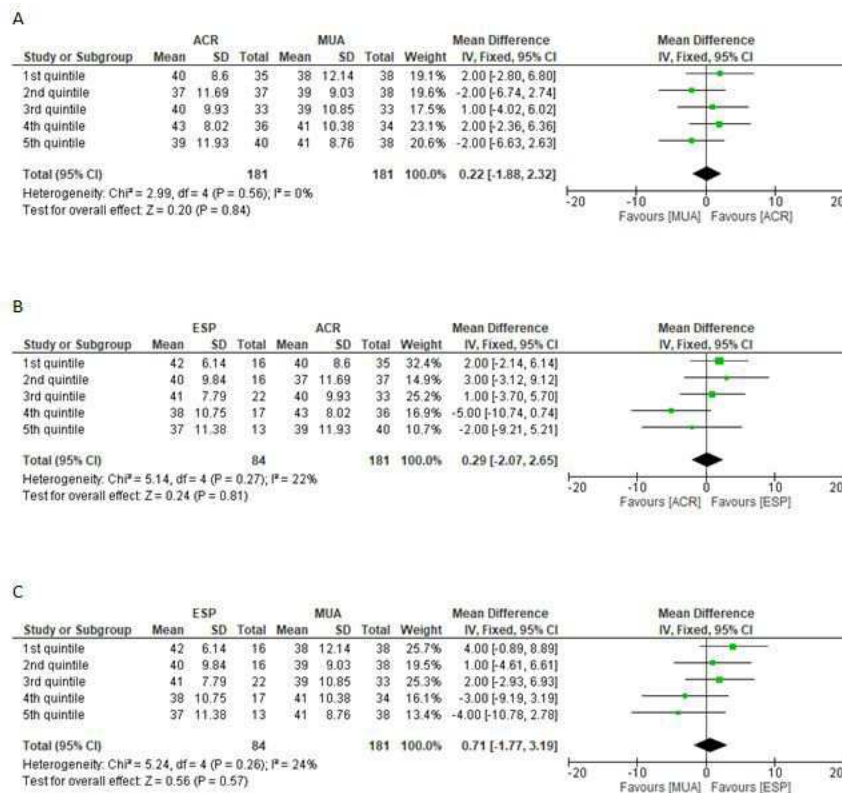 A
ACR MUA Mean Difference Mean Difference
Study or Subgroup Mean SD Total Mean SD Total Weight IV, Fixed, 95% CI IV, Fixed, 95% CI
1st quintile 40 8.6 35 38 12.14 38 19.1% 2.00 [-2.80, 6.80]
2nd quintile 37 11.69 37 39 9.03 38 19.6% -2.00 [-6.74, 2.74]
3rd quintile 40 9.93 33 39 10.85 33 17.5% 1.00 [-4.02, 6.02]
4th quintile 43 8.02 36 41 10.38 34 23.1% 2.00 [-2.36, 6.36]
5th quintile 39 11.93 40 41 8.76 38 20.6% -2.00 [-6.63, 2.63]
Total (95% CI) 181 181 100.0% 0.22 [-1.88, 2.32]
Heterogeneity: Chi² = 2.99, df = 4 (P = 0.56); I² = 0%
Test for overall effect: Z = 0.20 (P = 0.84)
-20 -10 0 10 20
Favours [MUA] Favours [ACR]
B
ESP ACR Mean Difference Mean Difference
Study or Subgroup Mean SD Total Mean SD Total Weight IV, Fixed, 95% CI IV, Fixed, 95% CI
1st quintile 42 6.14 16 40 8.6 35 32.4% 2.00 [-2.14, 6.14]
2nd quintile 40 9.84 16 37 11.69 37 14.9% 3.00 [-3.12, 9.12]
3rd quintile 41 7.79 22 40 9.93 33 25.2% 1.00 [-3.70, 5.70]
4th quintile 38 10.75 17 43 8.02 36 16.9% -5.00 [-10.74, 0.74]
5th quintile 37 11.38 13 39 11.93 40 10.7% -2.00 [-9.21, 5.21]
Total (95% CI) 84 181 100.0% 0.29 [-2.07, 2.65]
Heterogeneity: Chi² = 5.14, df = 4 (P = 0.27); I² = 22%
Test for overall effect: Z = 0.24 (P = 0.81)
-20 -10 0 10 20
Favours [ACR] Favours [ESP]
C
ESP MUA Mean Difference Mean Difference
Study or Subgroup Mean SD Total Mean SD Total Weight IV, Fixed, 95% CI IV, Fixed, 95% CI
1st quintile 42 6.14 16 38 12.14 38 25.7% 4.00 [-0.89, 8.89]
2nd quintile 40 9.84 16 39 9.03 38 19.5% 1.00 [-4.61, 6.61]
3rd quintile 41 7.79 22 39 10.85 33 25.3% 2.00 [-2.93, 6.93]
4th quintile 38 10.75 17 41 10.38 34 16.1% -3.00 [-9.19, 3.19]
5th quintile 37 11.38 13 41 8.76 38 13.4% -4.00 [-10.78, 2.78]
Total (95% CI) 84 181 100.0% 0.71 [-1.77, 3.19]
Heterogeneity: Chi² = 5.24, df = 4 (P = 0.26); I² = 24%
Test for overall effect: Z = 0.56 (P = 0.57)
-20 -10 0 10 20
Favours [MUA] Favours [ESP]